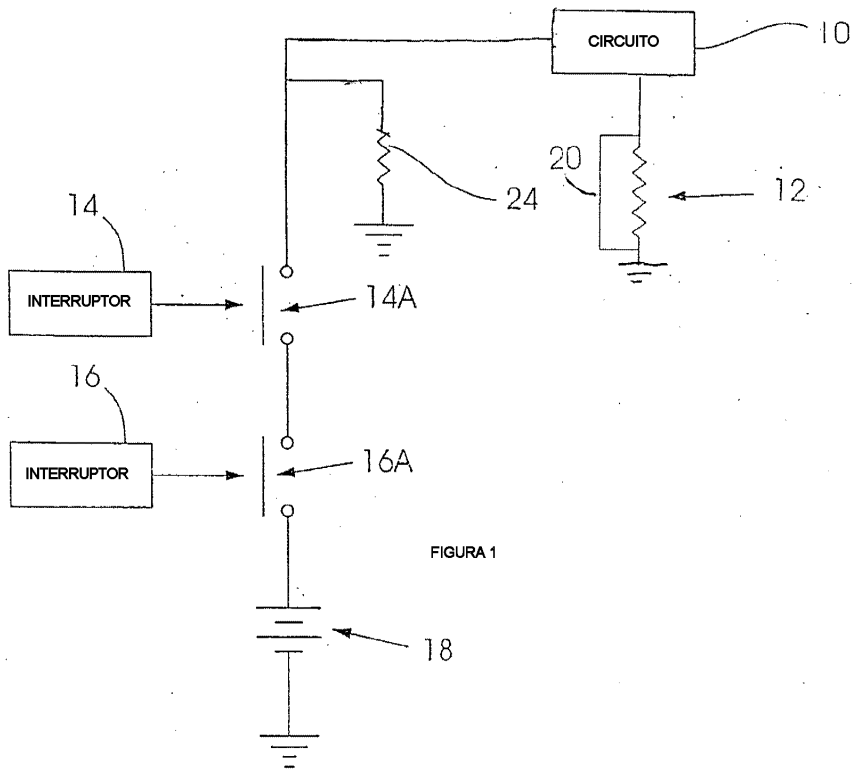 CIRCUITO
10
20
24
12
14
INTERRUPTOR
14A
16
INTERRUPTOR
16A
FIGURA 1
18